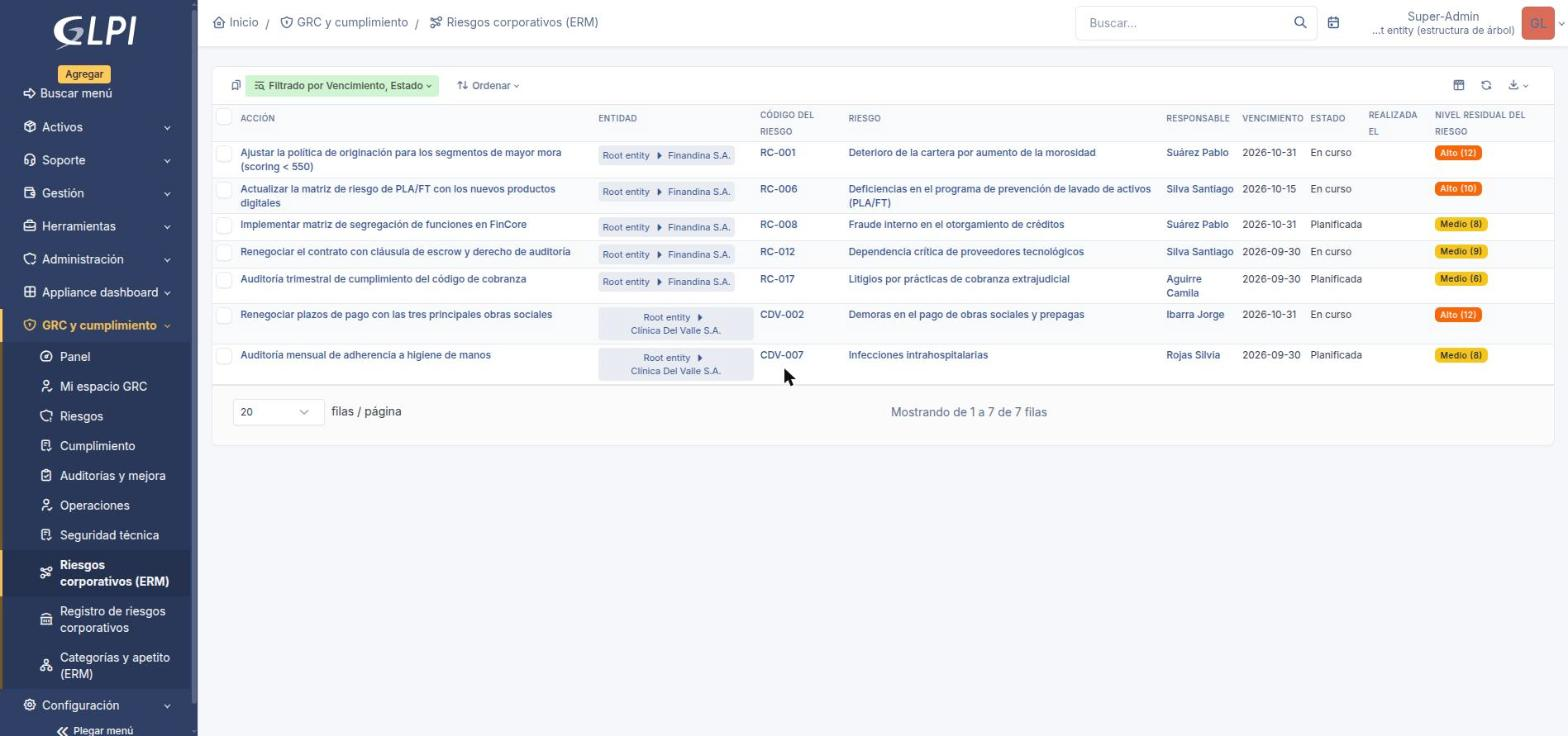 GLPI
Agregar
Buscar menú
Activos
Soporte
Gestión
Herramientas
Administración
Appliance dashboard
GRC y cumplimiento
Panel
Mi espacio GRC
Riesgos
Cumplimiento
Auditorías y mejora
Operaciones
Seguridad técnica
Riesgos
corporativos (ERM)
Registro de riesgos
corporativos
Categorías y apetito
(ERM)
Configuración
Plegar menú
Inicio / GRC y cumplimiento / Riesgos corporativos (ERM)
Buscar...
Super-Admin
...t entity (estructura de árbol)
GL
Filtrado por Vencimiento, Estado
Ordenar
ACCIÓN ENTIDAD CÓDIGO DEL RIESGO RIESGO RESPONSABLE VENCIMIENTO ESTADO REALIZADA EL NIVEL RESIDUAL DEL RIESGO
Ajustar la política de originación para los segmentos de mayor mora (scoring < 550) Root entity Finandina S.A. RC-001 Deterioro de la cartera por aumento de la morosidad Suárez Pablo 2026-10-31 En curso Alto (12)
Actualizar la matriz de riesgo de PLA/FT con los nuevos productos digitales Root entity Finandina S.A. RC-006 Deficiencias en el programa de prevención de lavado de activos (PLA/FT) Silva Santiago 2026-10-15 En curso Alto (10)
Implementar matriz de segregación de funciones en FinCore Root entity Finandina S.A. RC-008 Fraude interno en el otorgamiento de créditos Suárez Pablo 2026-10-31 Planificada Medio (8)
Renegociar el contrato con cláusula de escrow y derecho de auditoría Root entity Finandina S.A. RC-012 Dependencia crítica de proveedores tecnológicos Silva Santiago 2026-09-30 En curso Medio (9)
Auditoría trimestral de cumplimiento del código de cobranza Root entity Finandina S.A. RC-017 Litigios por prácticas de cobranza extrajudicial Aguirre Camila 2026-09-30 Planificada Medio (6)
Renegociar plazos de pago con las tres principales obras sociales Root entity Clínica Del Valle S.A. CDV-002 Demoras en el pago de obras sociales y prepagas Ibarra Jorge 2026-10-31 En curso Alto (12)
Auditoría mensual de adherencia a higiene de manos Root entity Clínica Del Valle S.A. CDV-007 Infecciones intrahospitalarias Rojas Silvia 2026-09-30 Planificada Medio (8)
20 filas / página
Mostrando de 1 a 7 de 7 filas